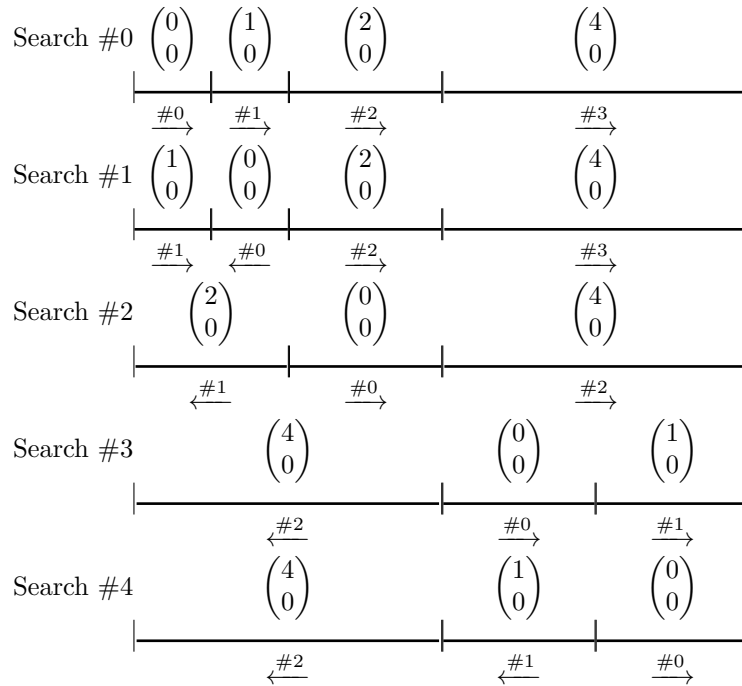 Search #0 (0 0) (1 0) (2 0) (4 0)
#0→ #1→ #2→ #3→
Search #1 (1 0) (0 0) (2 0) (4 0)
#1→ #0← #2→ #3→
Search #2 (2 0) (0 0) (4 0)
#1← #0→ #2→
Search #3 (4 0) (0 0) (1 0)
#2← #0→ #1→
Search #4 (4 0) (1 0) (0 0)
#2← #1← #0→